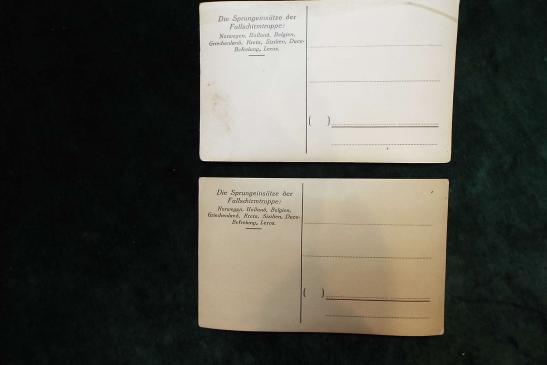 Die Sprungeinsätze der
Fallschirmtruppe:
Norwegen, Holland, Belgien,
Griechenland, Kreta, Sizilien, Duce-
Befreiung, Leros.
( )
Die Sprungeinsätze der
Fallschirmtruppe:
Norwegen, Holland, Belgien,
Griechenland, Kreta, Sizilien, Duce-
Befreiung, Leros.
( )